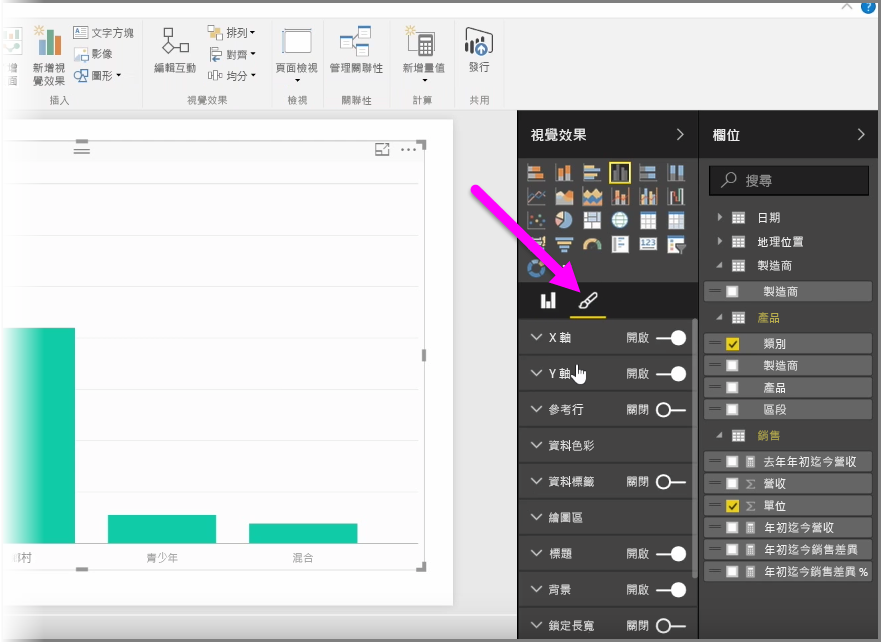 文字方塊
影像
圖形
新增視
覺效果
插入
編輯互動
排列
對齊
均分
視覺效果
頁面檢視
檢視
管理關聯性
關聯性
新增量值
計算
發行
共用
青少年
混合
視覺效果
123
X 軸 開啟
Y 軸 開啟
參考行 關閉
資料色彩
資料標籤 關閉
繪圖區
標題 開啟
背景 開啟
鎖定長寬 關閉
欄位
搜尋
日期
地理位置
製造商
製造商
產品
類別
製造商
產品
區段
銷售
去年年初迄今營收
營收
單位
年初迄今營收
年初迄今銷售差異
年初迄今銷售差異 %